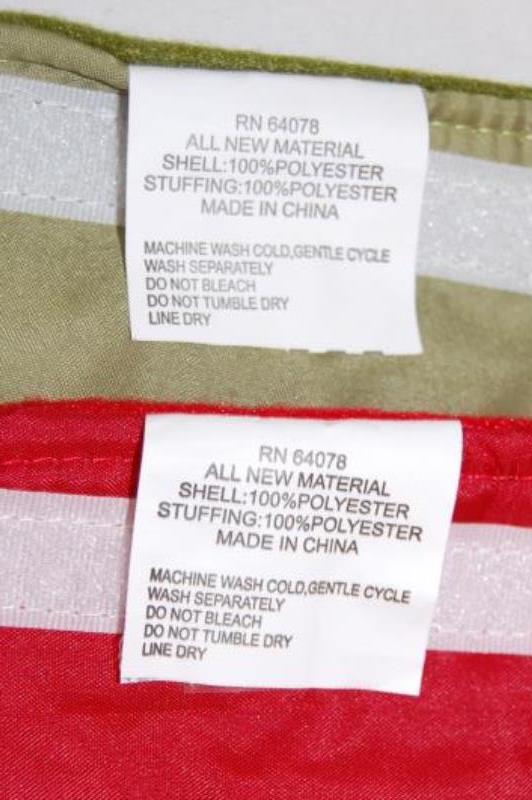 RN 64078
ALL NEW MATERIAL
SHELL:100%POLYESTER
STUFFING:100%POLYESTER
MADE IN CHINA
MACHINE WASH COLD,GENTLE CYCLE
WASH SEPARATELY
DO NOT BLEACH
DO NOT TUMBLE DRY
LINE DRY
RN 64078
ALL NEW MATERIAL
SHELL:100%POLYESTER
STUFFING:100%POLYESTER
MADE IN CHINA
MACHINE WASH COLD,GENTLE CYCLE
WASH SEPARATELY
DO NOT BLEACH
DO NOT TUMBLE DRY
LINE DRY